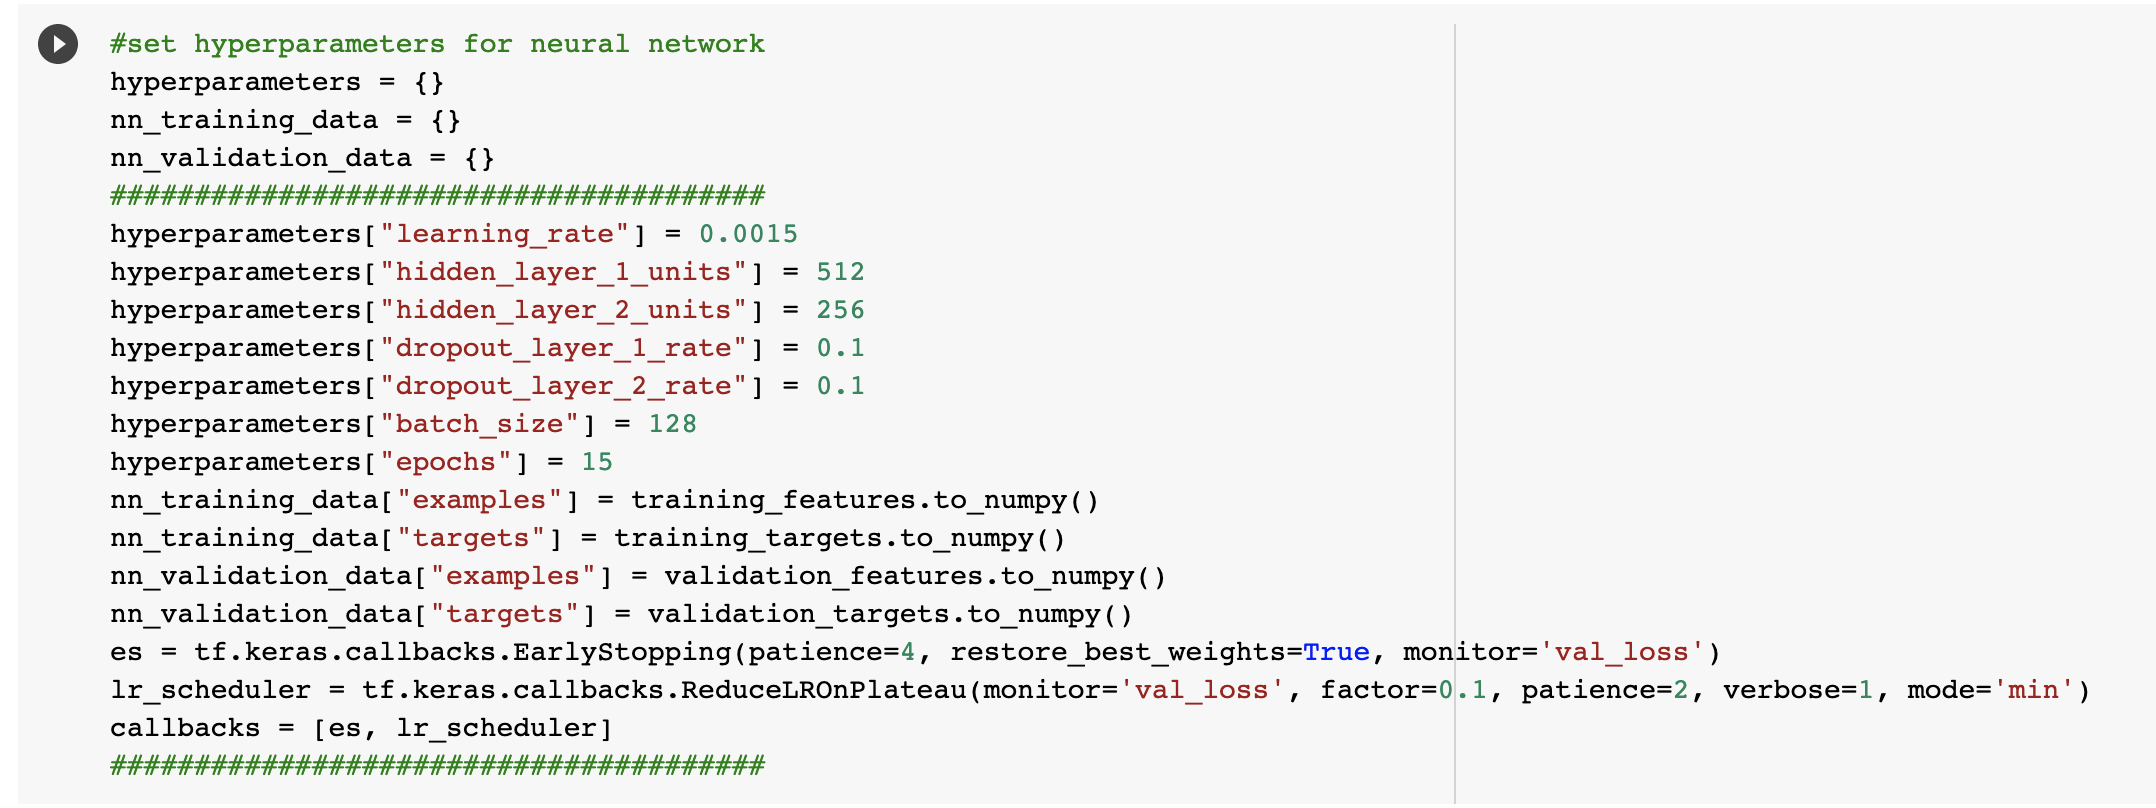 #set hyperparameters for neural network
hyperparameters = {}
nn_training_data = {}
nn_validation_data = {}
#######################################
hyperparameters["learning_rate"] = 0.0015
hyperparameters["hidden_layer_1_units"] = 512
hyperparameters["hidden_layer_2_units"] = 256
hyperparameters["dropout_layer_1_rate"] = 0.1
hyperparameters["dropout_layer_2_rate"] = 0.1
hyperparameters["batch_size"] = 128
hyperparameters["epochs"] = 15
nn_training_data["examples"] = training_features.to_numpy()
nn_training_data["targets"] = training_targets.to_numpy()
nn_validation_data["examples"] = validation_features.to_numpy()
nn_validation_data["targets"] = validation_targets.to_numpy()
es = tf.keras.callbacks.EarlyStopping(patience=4, restore_best_weights=True, monitor='val_loss')
lr_scheduler = tf.keras.callbacks.ReduceLROnPlateau(monitor='val_loss', factor=0.1, patience=2, verbose=1, mode='min')
callbacks = [es, lr_scheduler]
#######################################